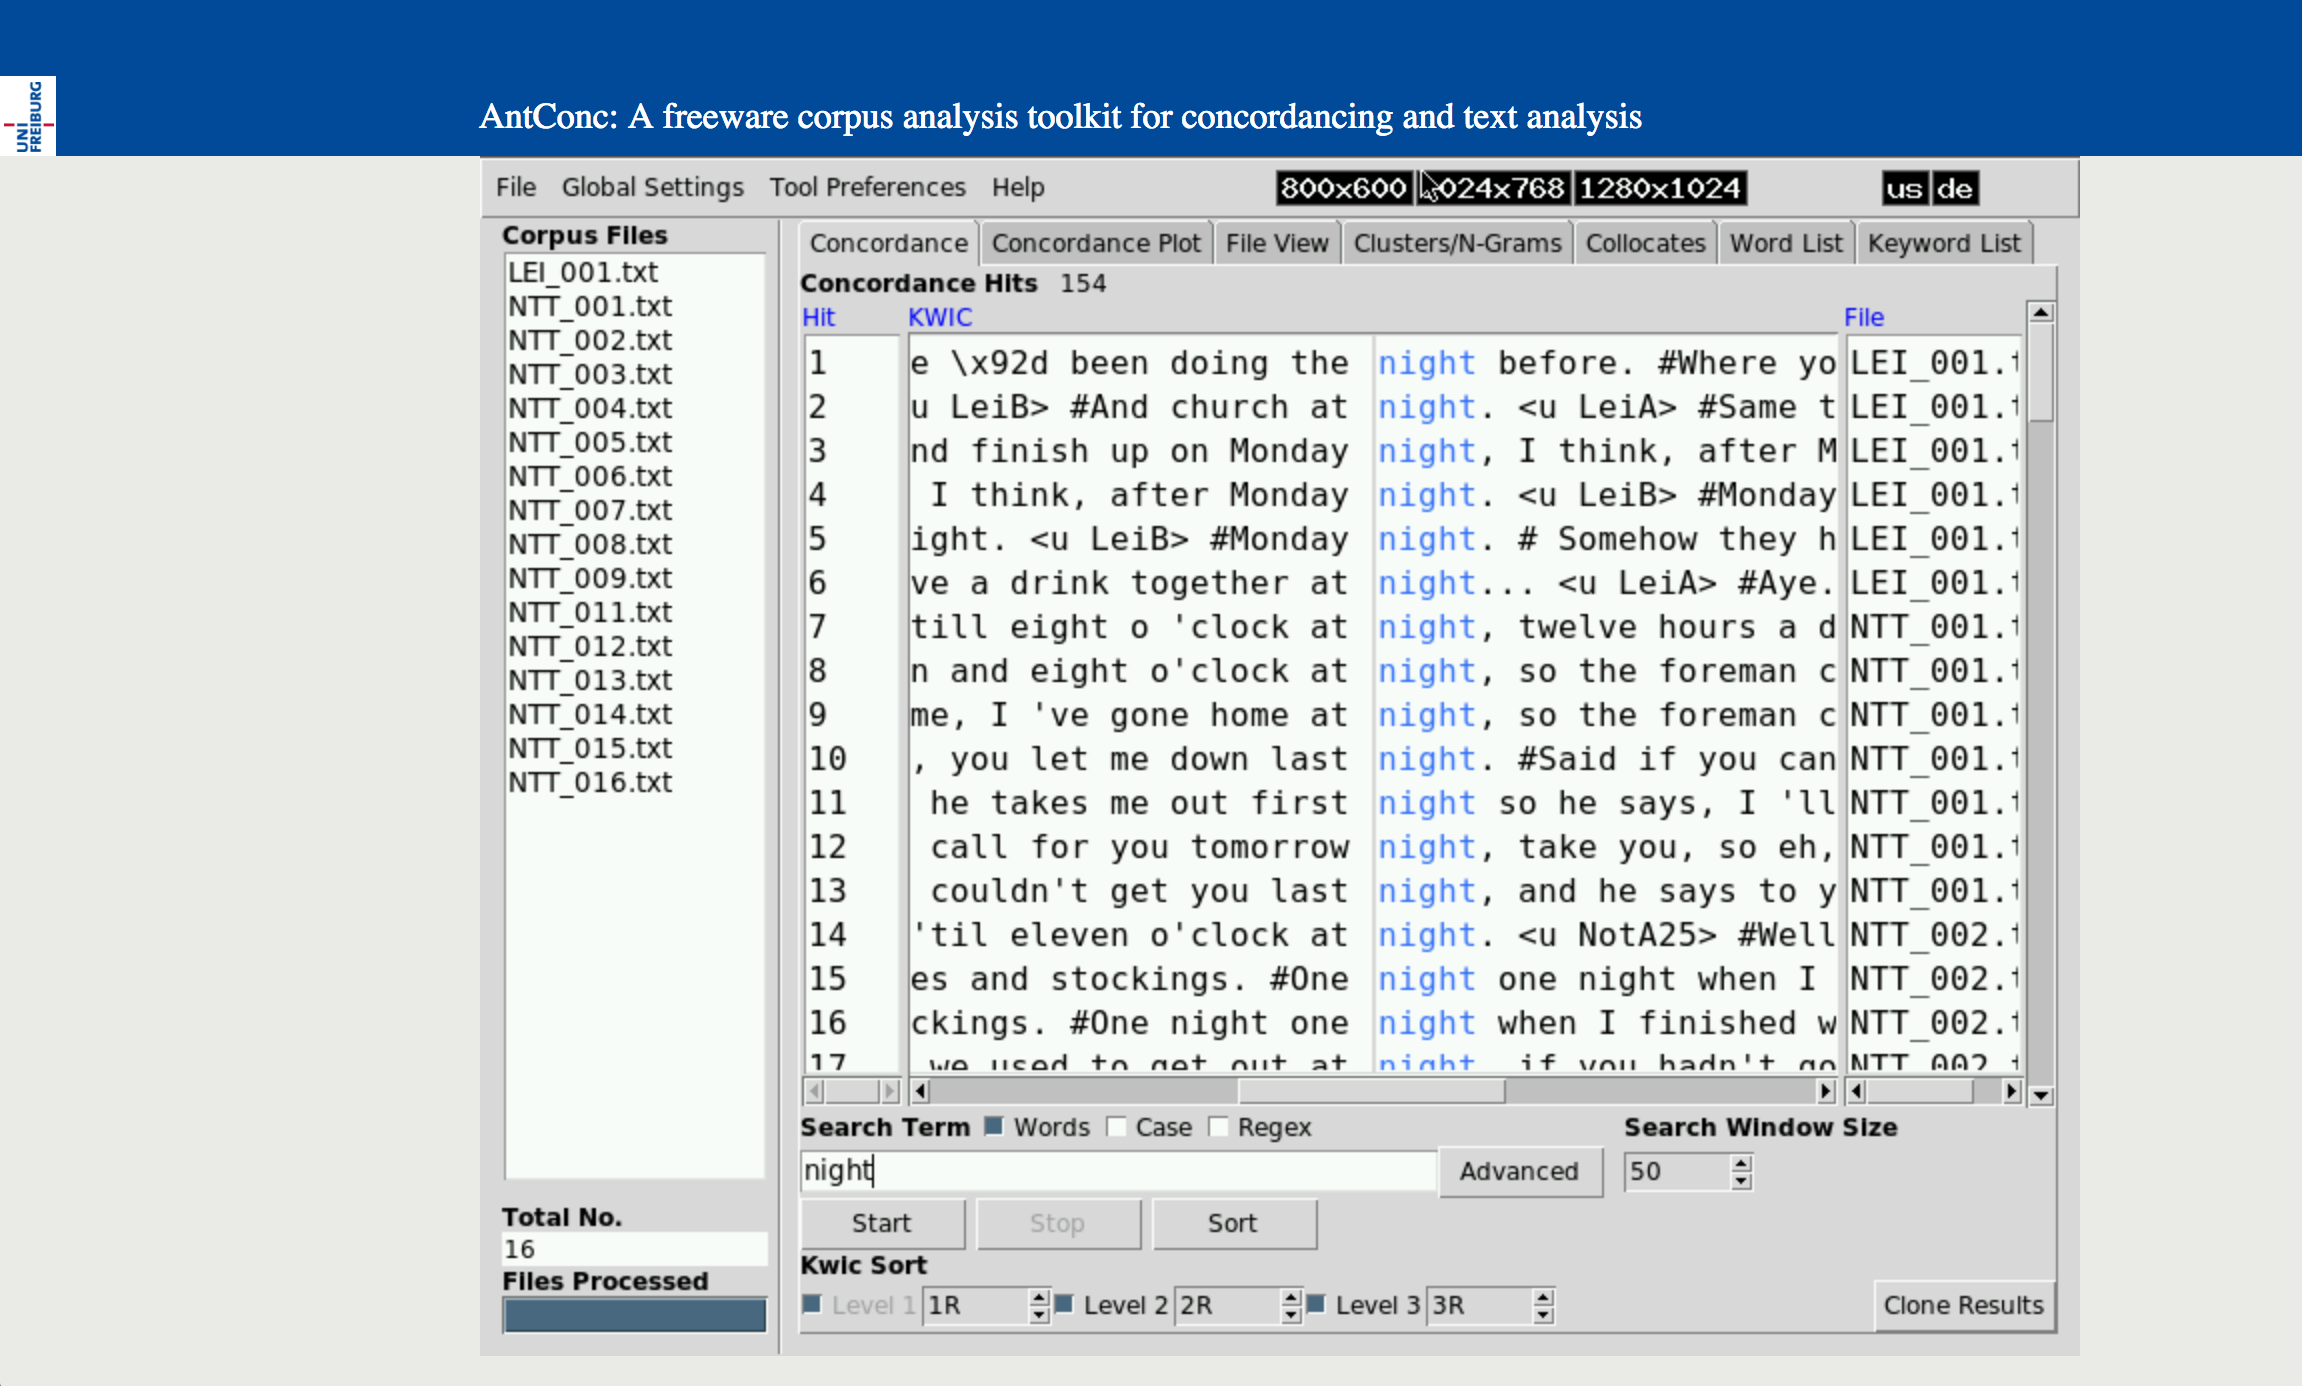 UNI
FREIBURG
AntConc: A freeware corpus analysis toolkit for concordancing and text analysis
File Global Settings Tool Preferences Help 800x600 024x768 1280x1024 us de
Corpus Files
LEI_001.txt
NTT_001.txt
NTT_002.txt
NTT_003.txt
NTT_004.txt
NTT_005.txt
NTT_006.txt
NTT_007.txt
NTT_008.txt
NTT_009.txt
NTT_011.txt
NTT_012.txt
NTT_013.txt
NTT_014.txt
NTT_015.txt
NTT_016.txt
Total No.
16
Files Processed
Concordance Concordance Plot File View Clusters/N-Grams Collocates Word List Keyword List
Concordance Hits 154
Hit KWIC File
1 e \x92d been doing the night before. #Where yo LEI_001.t
2 u LeiB> #And church at night. <u LeiA> #Same t LEI_001.t
3 nd finish up on Monday night, I think, after M LEI_001.t
4 I think, after Monday night. <u LeiB> #Monday LEI_001.t
5 ight. <u LeiB> #Monday night. # Somehow they h LEI_001.t
6 ve a drink together at night... <u LeiA> #Aye. LEI_001.t
7 till eight o 'clock at night, twelve hours a d NTT_001.t
8 n and eight o'clock at night, so the foreman c NTT_001.t
9 me, I 've gone home at night, so the foreman c NTT_001.t
10 , you let me down last night. #Said if you can NTT_001.t
11 he takes me out first night so he says, I 'll NTT_001.t
12 call for you tomorrow night, take you, so eh, NTT_001.t
13 couldn't get you last night, and he says to y NTT_001.t
14 'til eleven o'clock at night. <u NotA25> #Well NTT_002.t
15 es and stockings. #One night one night when I NTT_002.t
16 ckings. #One night one night when I finished w NTT_002.t
17 we used to get out at night if you hadn't go NTT_002
Search Term Words Case Regex Search Window Size
night Advanced 50
Start Stop Sort
Kwic Sort
Level 1 1R Level 2 2R Level 3 3R Clone Results